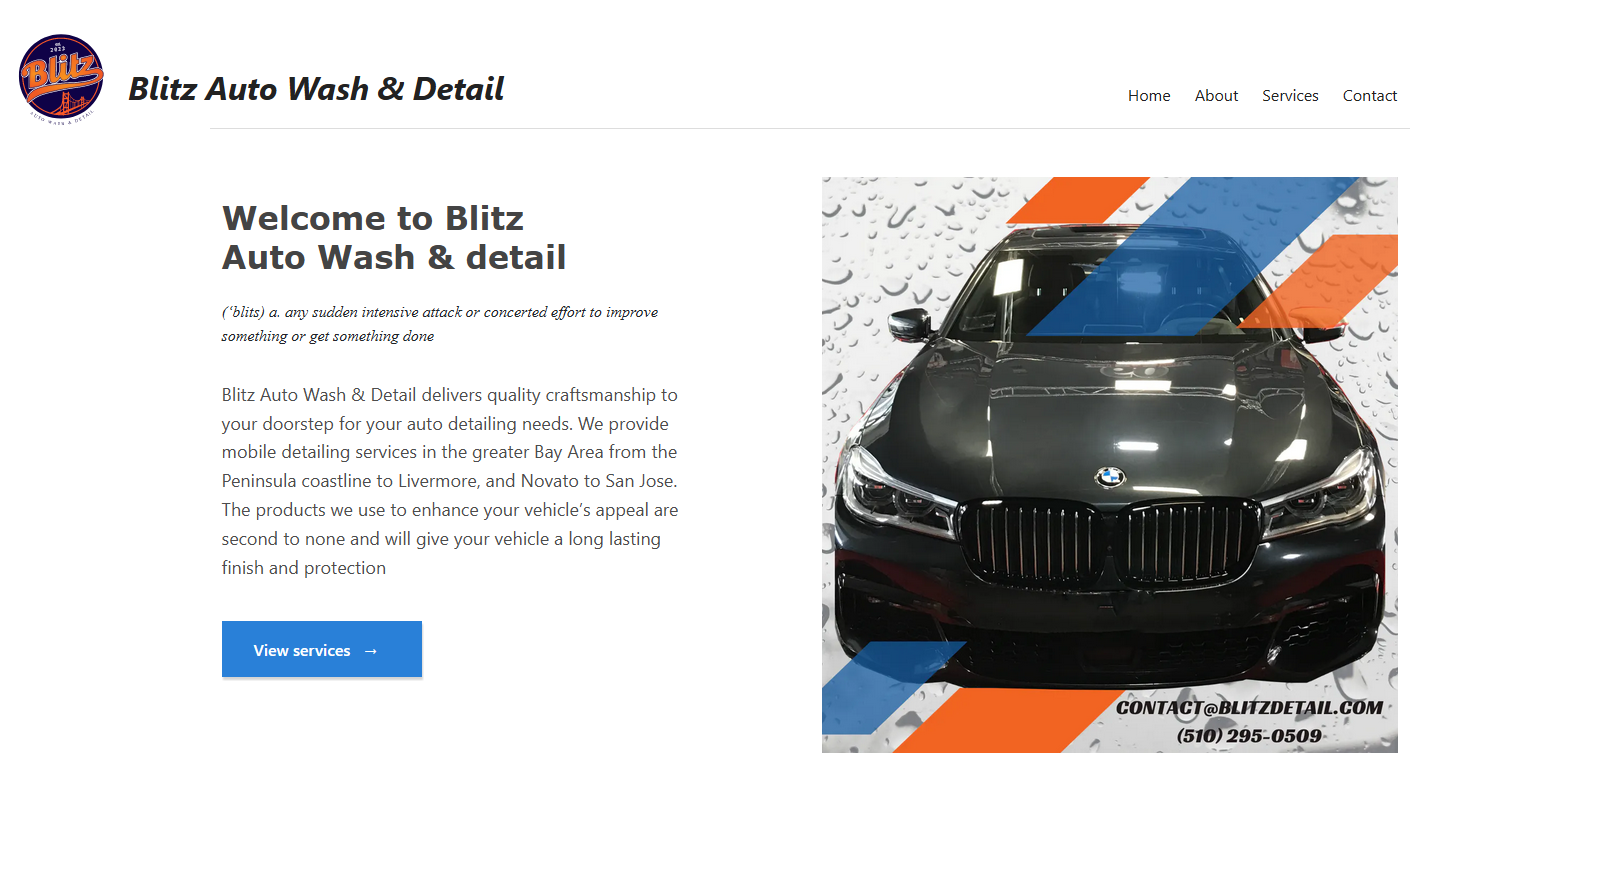 EST.
2023
Blitz
AUTO WASH & DETAIL
Blitz Auto Wash & Detail
Home About Services Contact
Welcome to Blitz
Auto Wash & detail
(‘blits) a. any sudden intensive attack or concerted effort to improve
something or get something done
Blitz Auto Wash & Detail delivers quality craftsmanship to
your doorstep for your auto detailing needs. We provide
mobile detailing services in the greater Bay Area from the
Peninsula coastline to Livermore, and Novato to San Jose.
The products we use to enhance your vehicle’s appeal are
second to none and will give your vehicle a long lasting
finish and protection
View services →
CONTACT@BLITZDETAIL.COM
(510) 295-0509